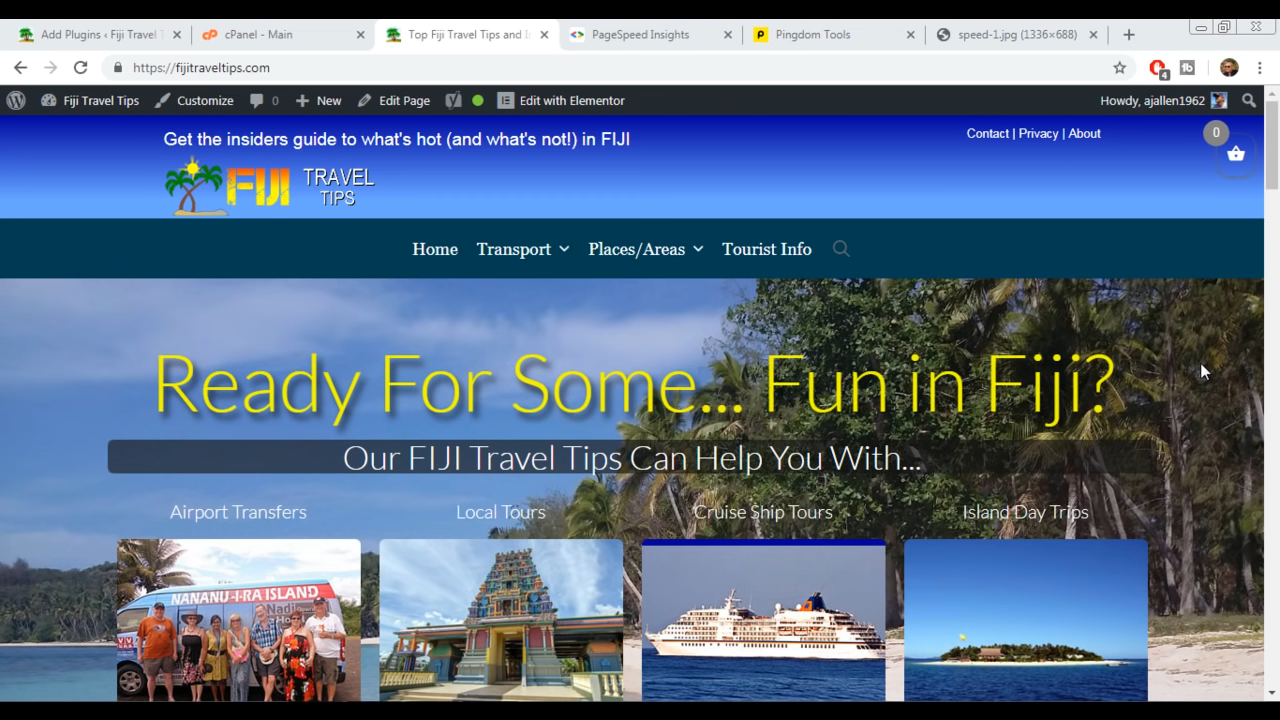 Add Plugins ‹ Fiji Travel T
cPanel - Main
Top Fiji Travel Tips and I
PageSpeed Insights
Pingdom Tools
speed-1.jpg (1336×688)
https://fijitraveltips.com
4
Fiji Travel Tips
Customize
0
New
Edit Page
Edit with Elementor
Howdy, ajallen1962
Get the insiders guide to what's hot (and what's not!) in FIJI
Contact | Privacy | About
0
FIJI TRAVEL
TIPS
Home
Transport
Places/Areas
Tourist Info
Ready For Some... Fun in Fiji?
Our FIJI Travel Tips Can Help You With...
Airport Transfers
Local Tours
Cruise Ship Tours
Island Day Trips
NANANU-I-RA ISLAND
Nadi